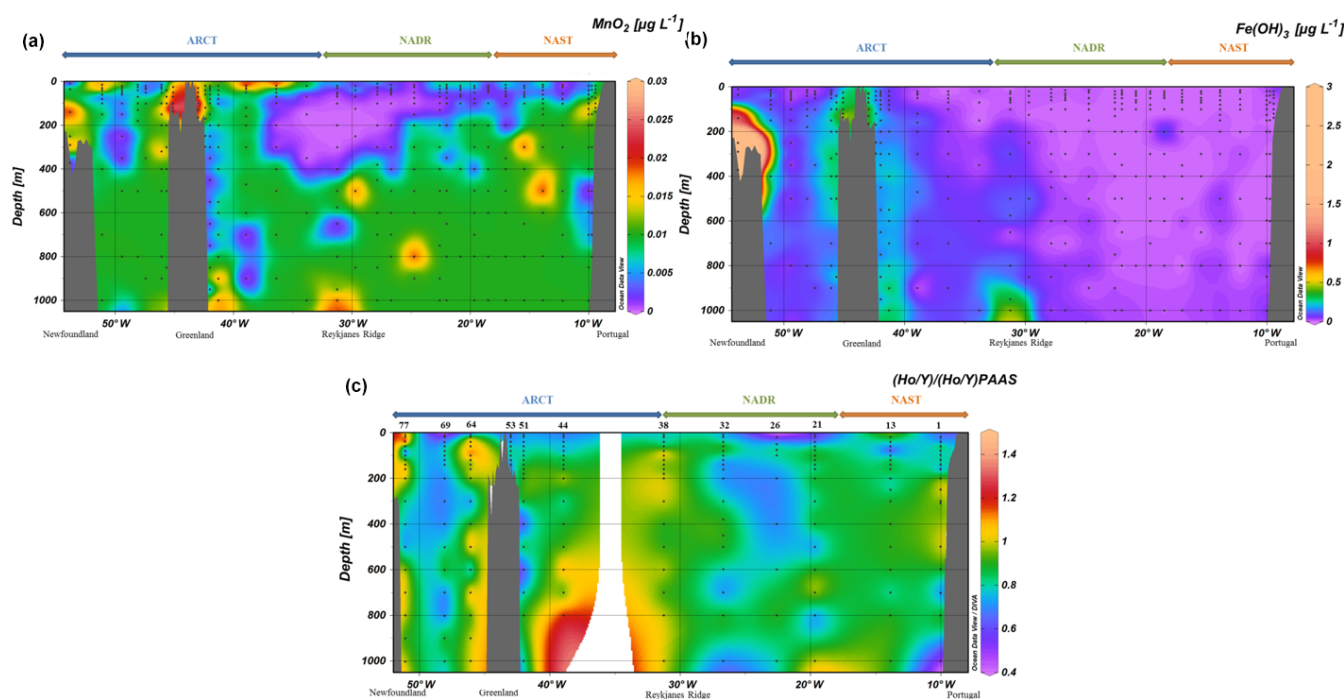 (a)
MnO2 [µg L-1]
ARCT NADR NAST
0
200
400
600
800
1000
Depth [m]
50°W 40°W 30°W 20°W 10°W
Newfoundland Greenland Reykjanes Ridge Portugal
0.03
0.025
0.02
0.015
0.01
0.005
0
Ocean Data View
(b)
Fe(OH)3 [µg L-1]
ARCT NADR NAST
0
200
400
600
800
1000
Depth [m]
50°W 40°W 30°W 20°W 10°W
Newfoundland Greenland Reykjanes Ridge Portugal
3
2.5
2
1.5
1
0.5
0
Ocean Data View
(c)
(Ho/Y)/(Ho/Y)PAAS
ARCT NADR NAST
77 69 64 53 51 44 38 32 26 21 13 1
0
200
400
600
800
1000
Depth [m]
50°W 40°W 30°W 20°W 10°W
Newfoundland Greenland Reykjanes Ridge Portugal
1.4
1.2
1
0.8
0.6
0.4
Ocean Data View / DIVA